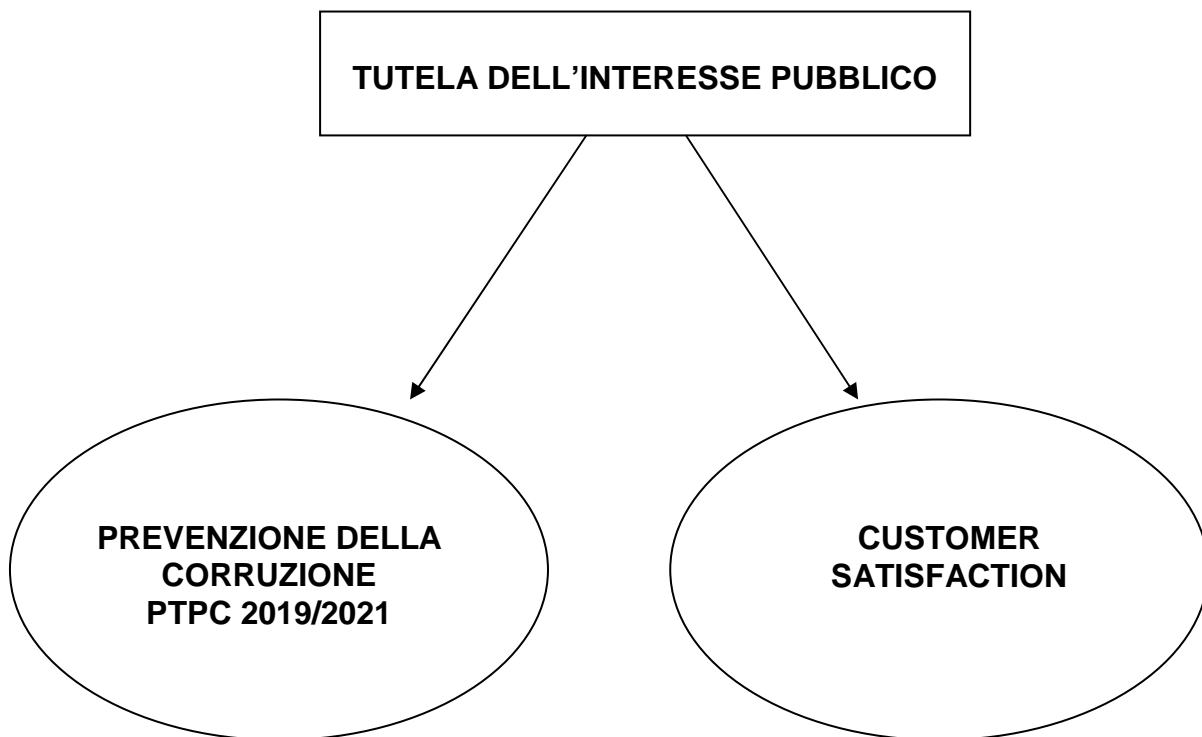 TUTELA DELL’INTERESSE PUBBLICO
PREVENZIONE DELLA
CORRUZIONE
PTPC 2019/2021
CUSTOMER
SATISFACTION